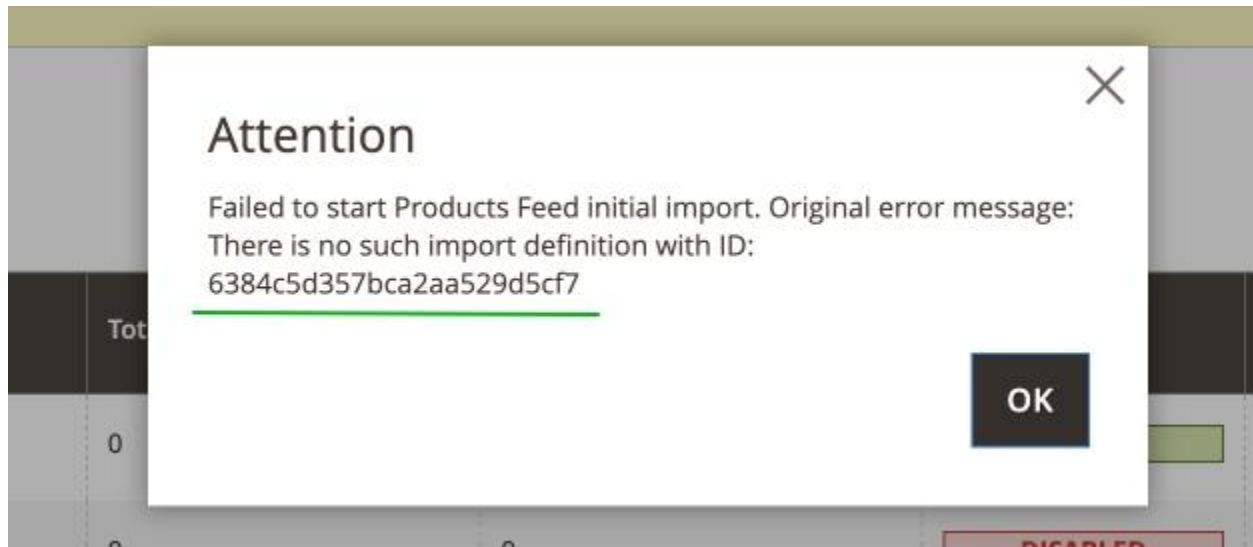 Attention
Failed to start Products Feed initial import. Original error message:
There is no such import definition with ID:
6384c5d357bca2aa529d5cf7
Tot
OK
0
0
0
DISABLED